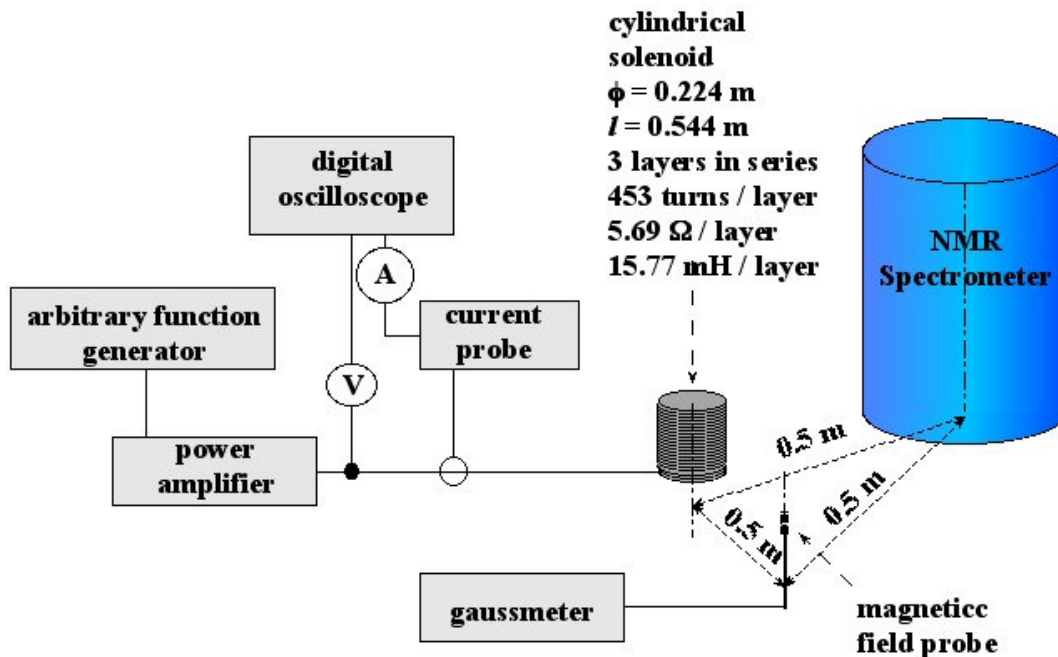 cylindrical
solenoid
ϕ = 0.224 m
l = 0.544 m
3 layers in series
453 turns / layer
5.69 Ω / layer
15.77 mH / layer
digital
oscilloscope
NMR
Spectrometer
A
arbitrary function
generator
current
probe
V
power
amplifier
0.5 m
0.5 m
0.5 m
gaussmeter
magneticc
field probe